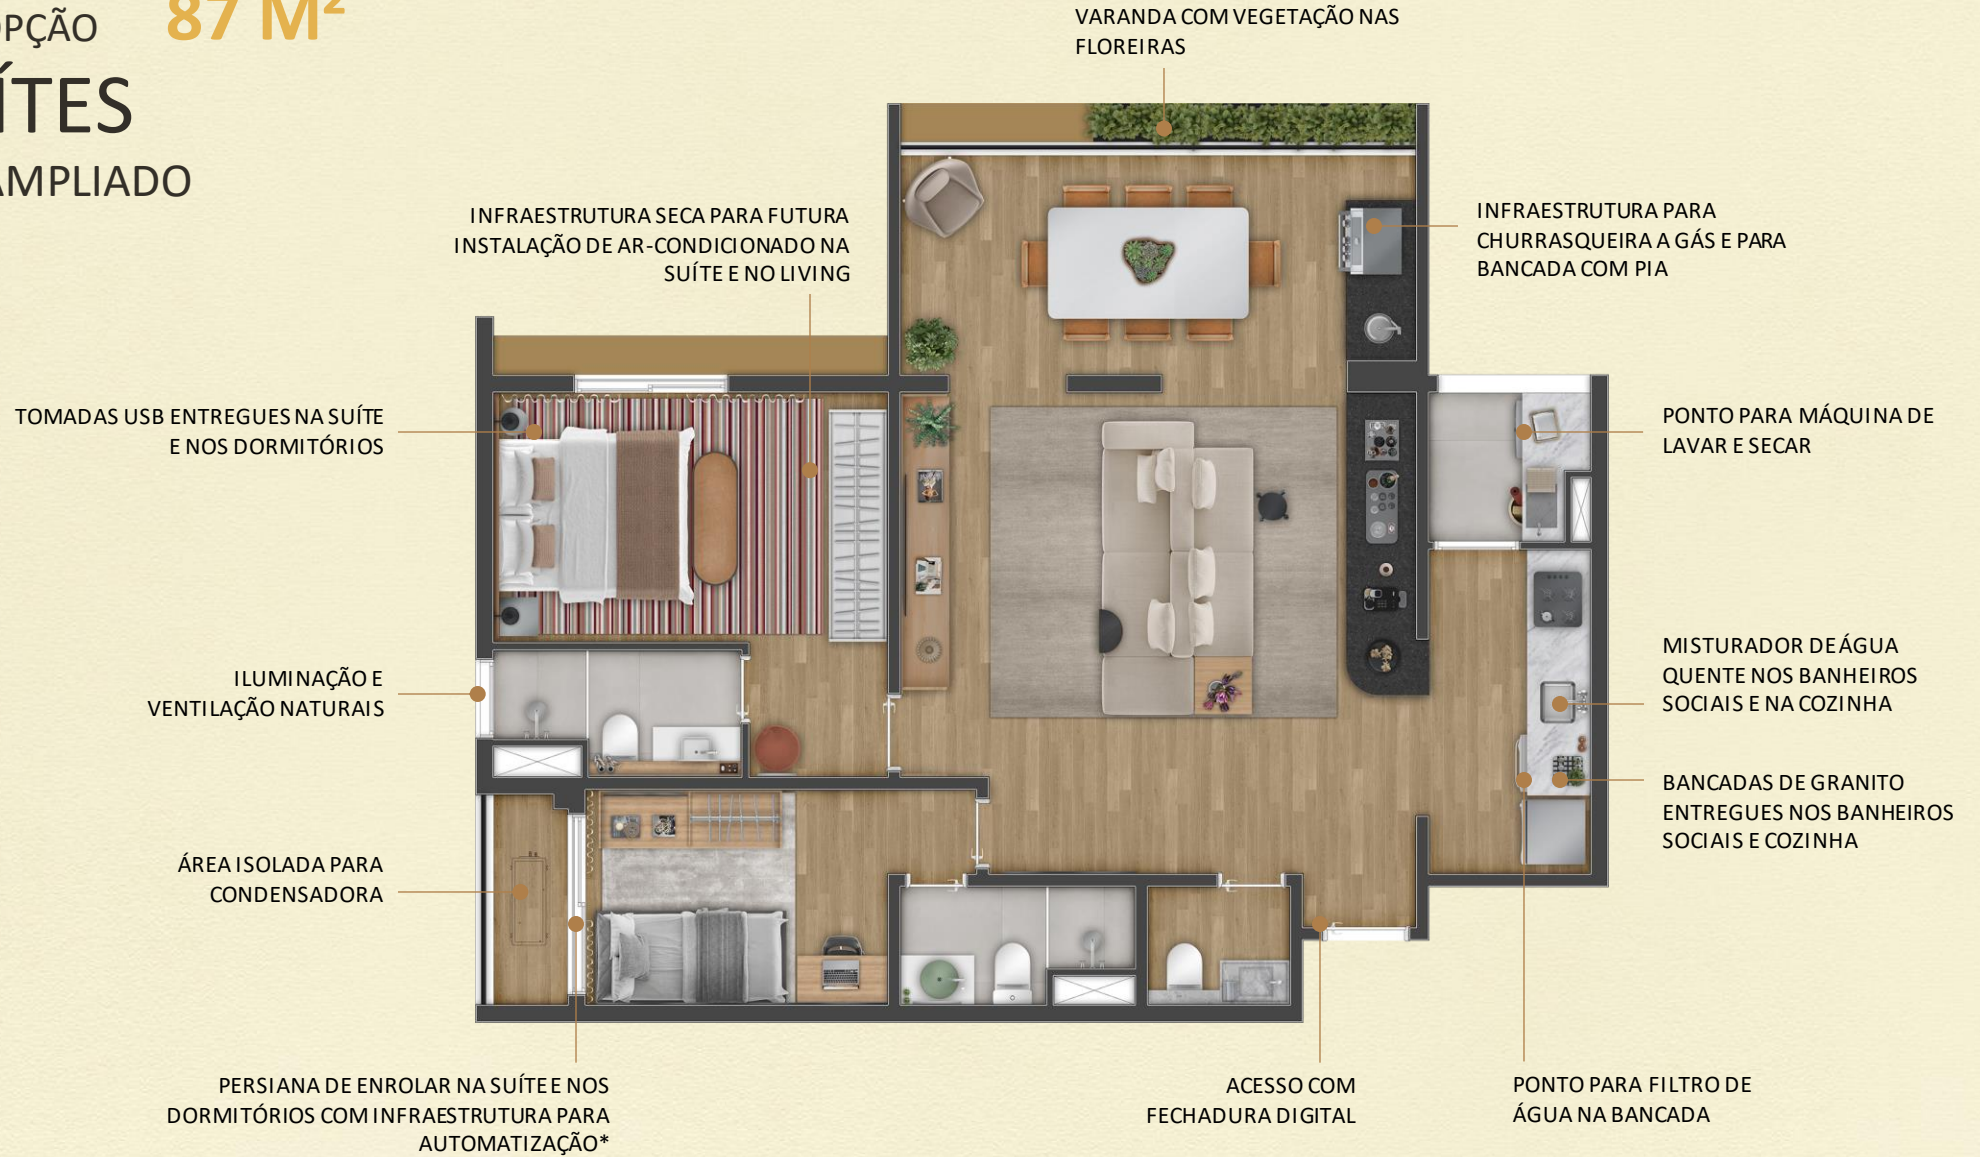 OPÇÃO 87 M²
ÍTES
AMPLIADO
VARANDA COM VEGETAÇÃO NAS
FLOREIRAS
INFRAESTRUTURA SECA PARA FUTURA
INSTALAÇÃO DE AR-CONDICIONADO NA
SUÍTE E NO LIVING
INFRAESTRUTURA PARA
CHURRASQUEIRA A GÁS E PARA
BANCADA COM PIA
TOMADAS USB ENTREGUES NA SUÍTE
E NOS DORMITÓRIOS
PONTO PARA MÁQUINA DE
LAVAR E SECAR
ILUMINAÇÃO E
VENTILAÇÃO NATURAIS
MISTURADOR DE ÁGUA
QUENTE NOS BANHEIROS
SOCIAIS E NA COZINHA
BANCADAS DE GRANITO
ENTREGUES NOS BANHEIROS
SOCIAIS E COZINHA
ÁREA ISOLADA PARA
CONDENSADORA
PERSIANA DE ENROLAR NA SUÍTE E NOS
DORMITÓRIOS COM INFRAESTRUTURA PARA
AUTOMATIZAÇÃO*
ACESSO COM
FECHADURA DIGITAL
PONTO PARA FILTRO DE
ÁGUA NA BANCADA